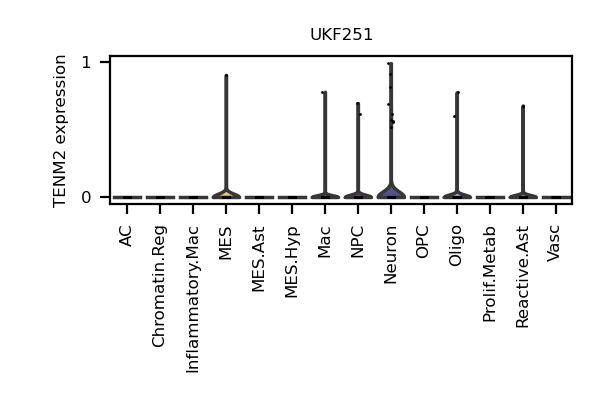 UKF251
TENM2 expression
1
0
AC
Chromatin.Reg
Inflammatory.Mac
MES
MES.Ast
MES.Hyp
Mac
NPC
Neuron
OPC
Oligo
Prolif.Metab
Reactive.Ast
Vasc